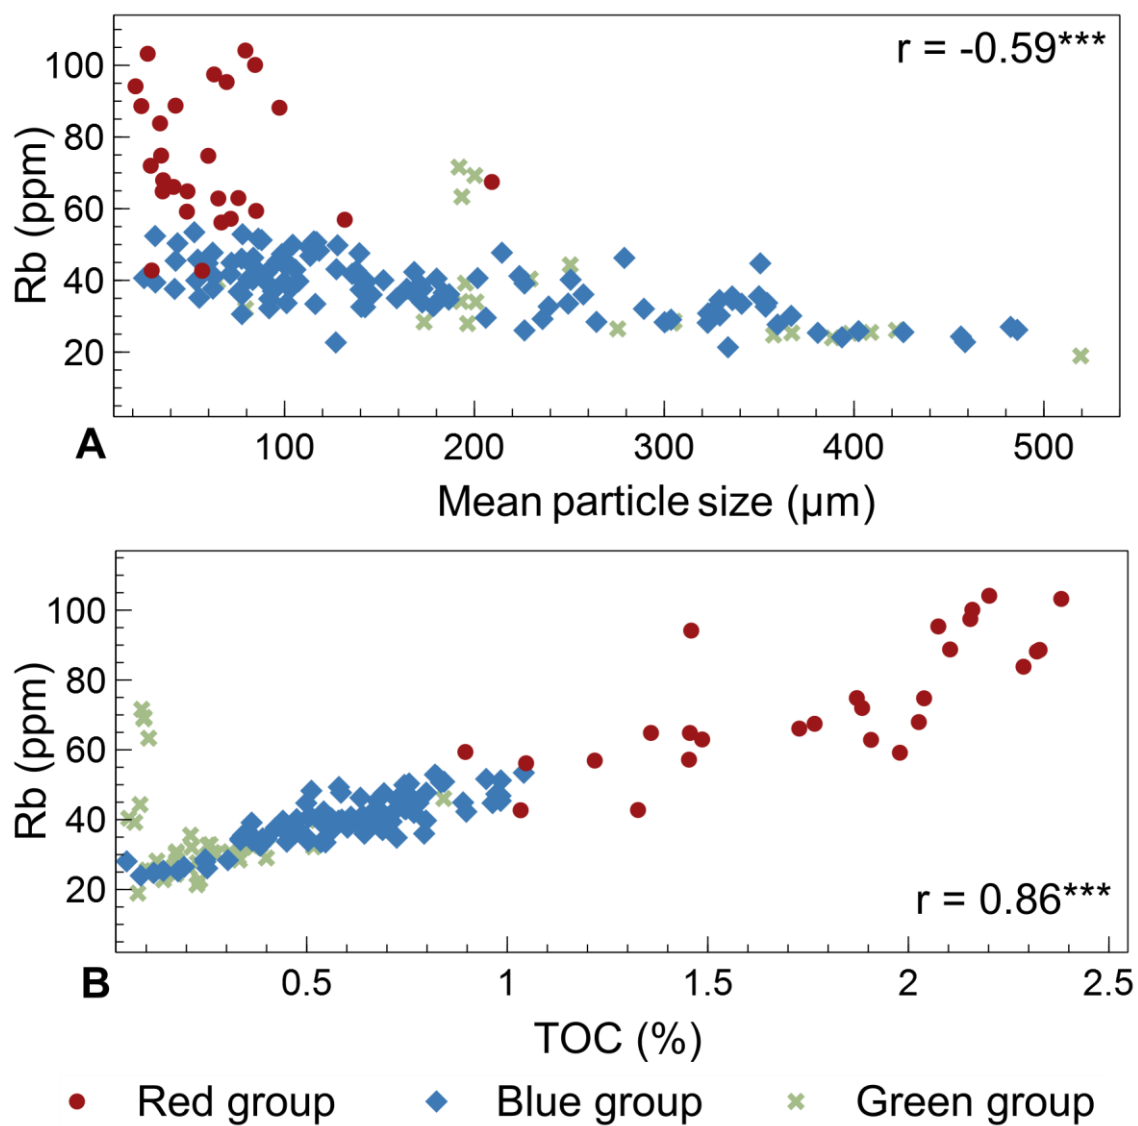 r = -0.59***
100
80
60
40
20
Rb (ppm)
A
100 200 300 400 500
Mean particle size (µm)
100
80
60
40
20
Rb (ppm)
r = 0.86***
B
0.5 1 1.5 2 2.5
TOC (%)
Red group Blue group Green group